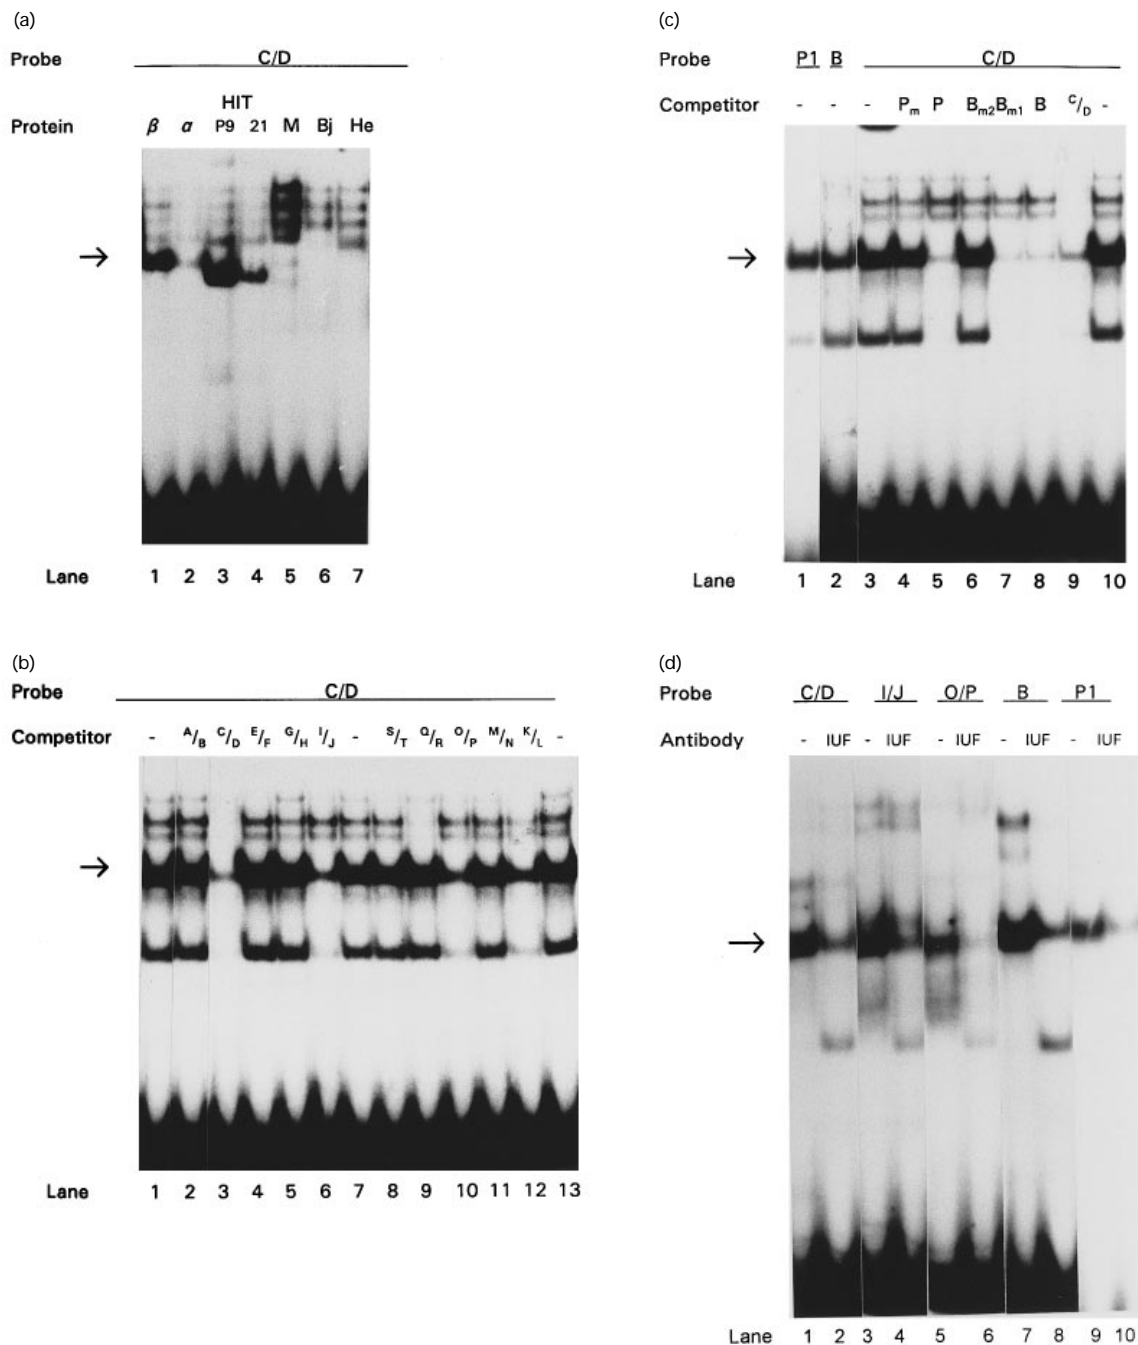 (a)
Probe C/D
HIT
Protein β α P9 21 M Bj He
Lane 1 2 3 4 5 6 7
(b)
Probe C/D
Competitor - A/B C/D E/F G/H I/J - S/T Q/R O/P M/N K/L -
Lane 1 2 3 4 5 6 7 8 9 10 11 12 13
(c)
Probe P1 B C/D
Competitor - - - Pm P Bm2 Bm1 B C/D -
Lane 1 2 3 4 5 6 7 8 9 10
(d)
Probe C/D I/J O/P B P1
Antibody - IUF - IUF - IUF - IUF - IUF
Lane 1 2 3 4 5 6 7 8 9 10